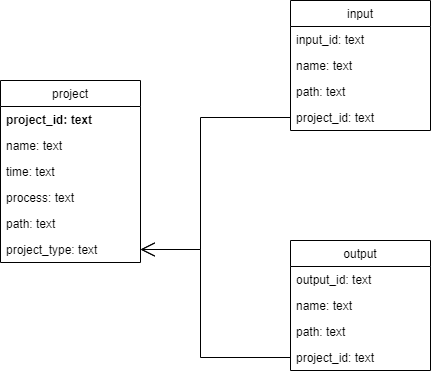 project
project_id: text
name: text
time: text
process: text
path: text
project_type: text
input
input_id: text
name: text
path: text
project_id: text
output
output_id: text
name: text
path: text
project_id: text